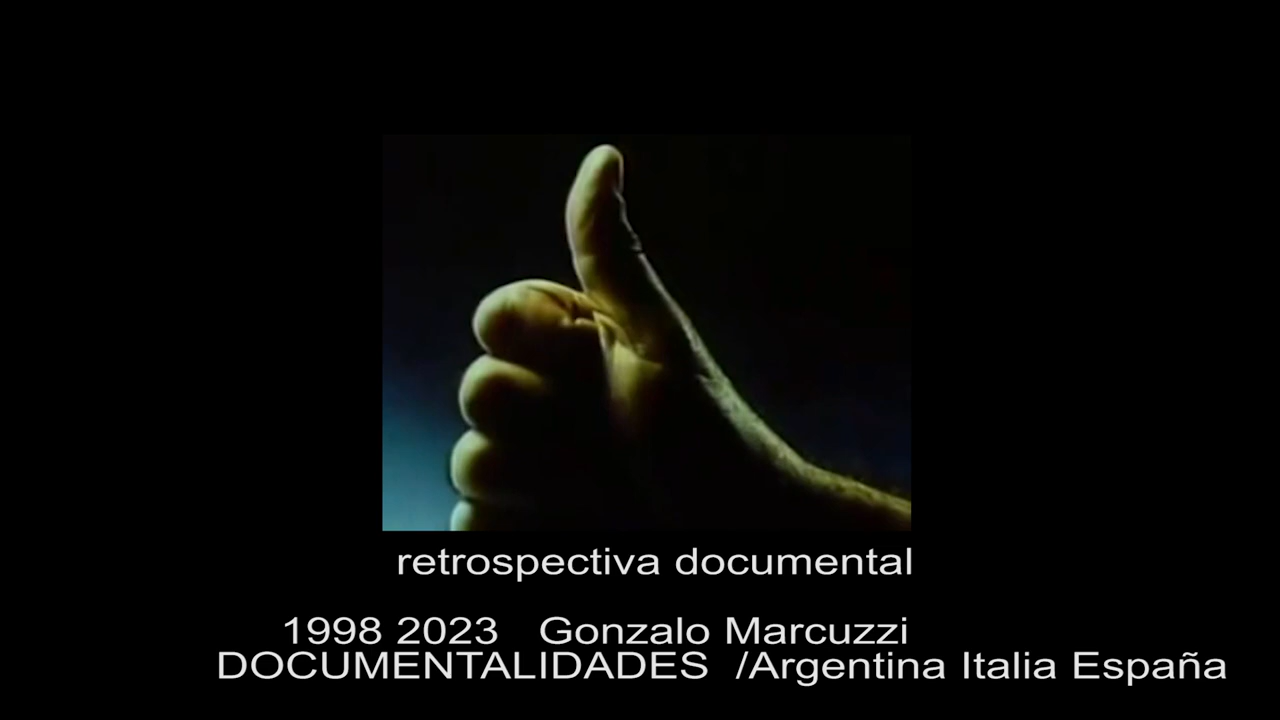 retrospectiva documental
1998 2023 Gonzalo Marcuzzi
DOCUMENTALIDADES /Argentina Italia España